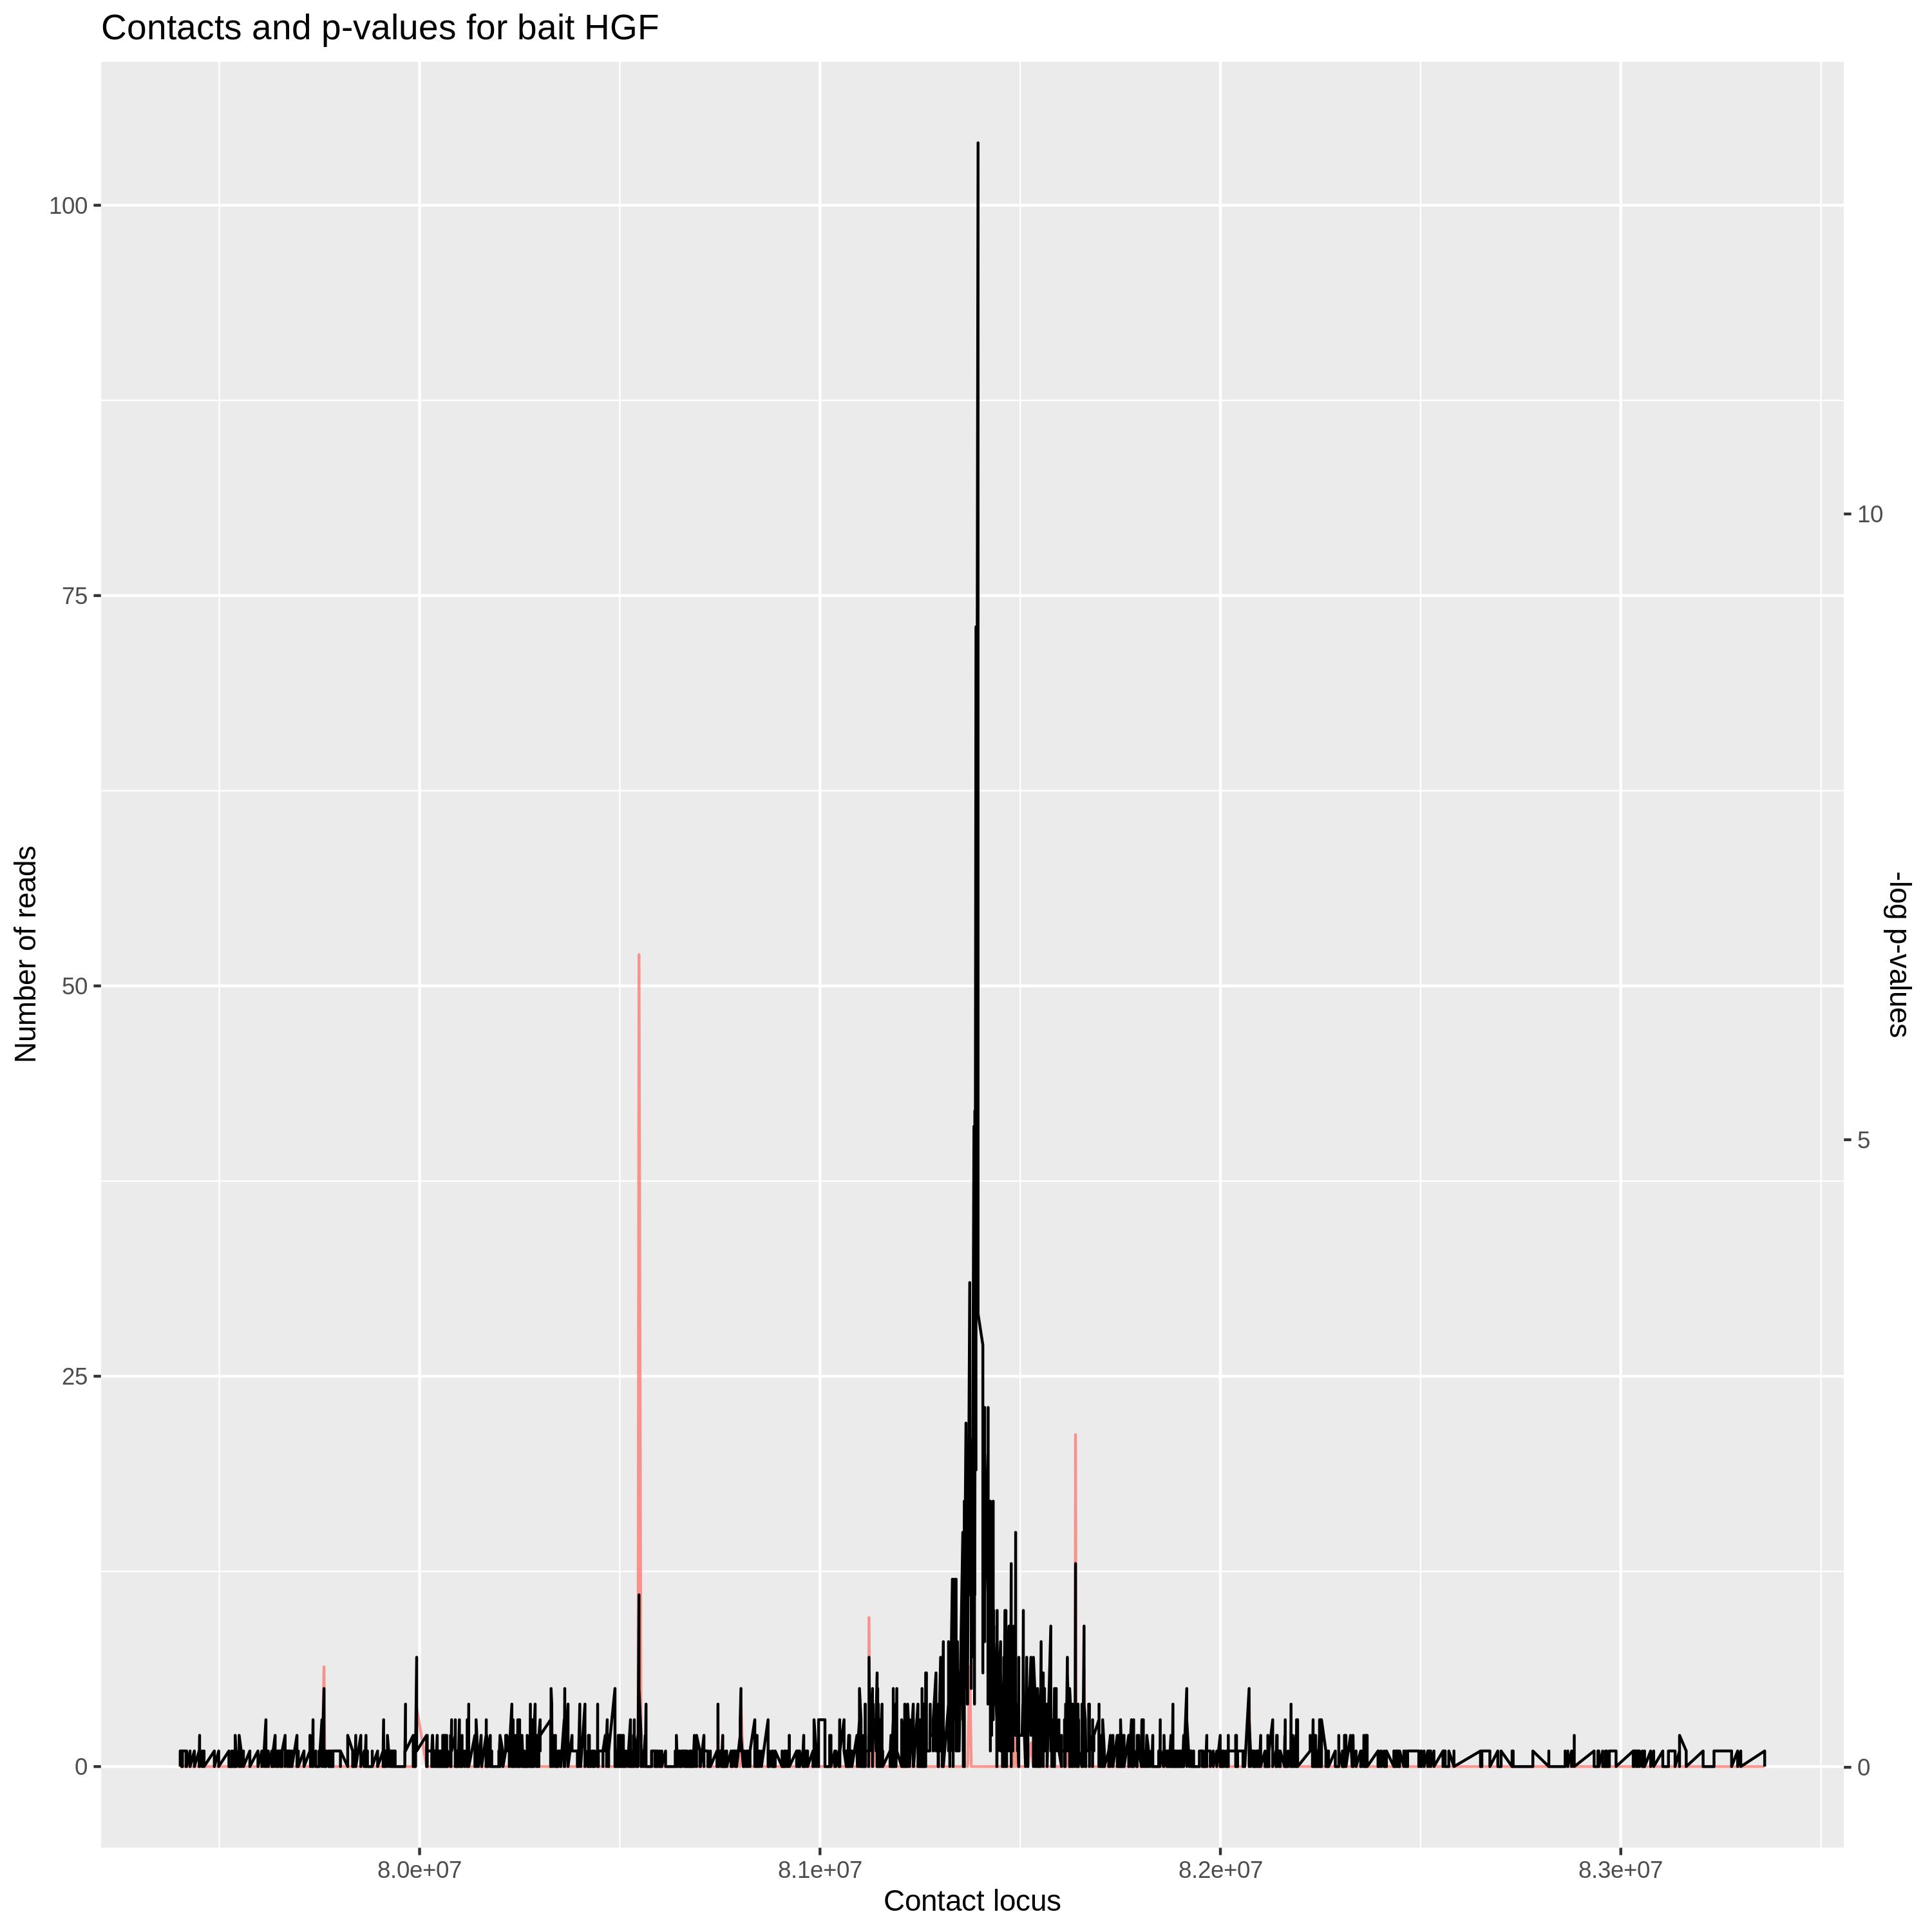 Contacts and p-values for bait HGF
100
75
50
25
0
Number of reads
10
5
0
-log p-values
8.0e+07
8.1e+07
8.2e+07
8.3e+07
Contact locus